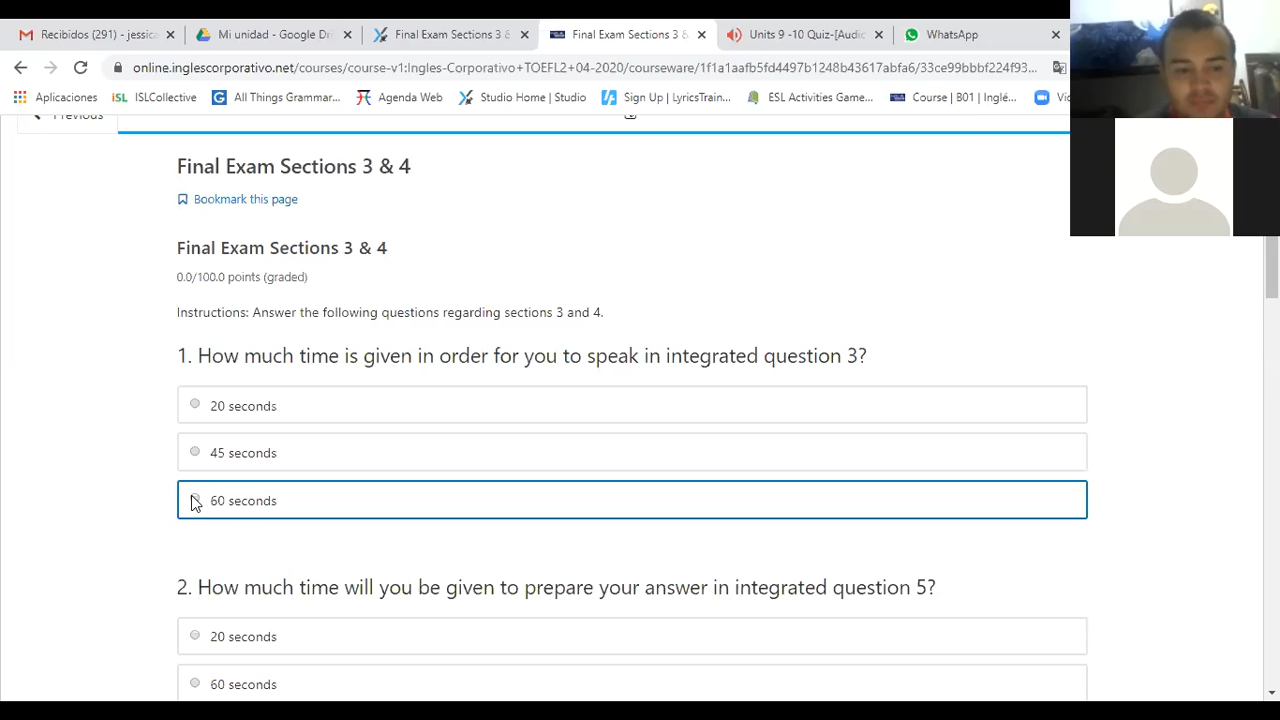 Recibidos (291) - jessica
Mi unidad - Google Dri
Final Exam Sections 3 &
Final Exam Sections 3 &
Units 9 -10 Quiz-[Audio
WhatsApp
online.inglescorporativo.net/courses/course-v1:Ingles-Corporativo+TOEFL2+04-2020/courseware/1f1a1aafb5fd4497b1248b43617abfa6/33ce99bbbf224f93...
Aplicaciones
iSL ISLCollective
G All Things Grammar...
Agenda Web
Studio Home | Studio
Sign Up | LyricsTrain...
ESL Activities Game...
Course | B01 | Inglé...
Previous
Final Exam Sections 3 & 4
Bookmark this page
Final Exam Sections 3 & 4
0.0/100.0 points (graded)
Instructions: Answer the following questions regarding sections 3 and 4.
1. How much time is given in order for you to speak in integrated question 3?
20 seconds
45 seconds
60 seconds
2. How much time will you be given to prepare your answer in integrated question 5?
20 seconds
60 seconds